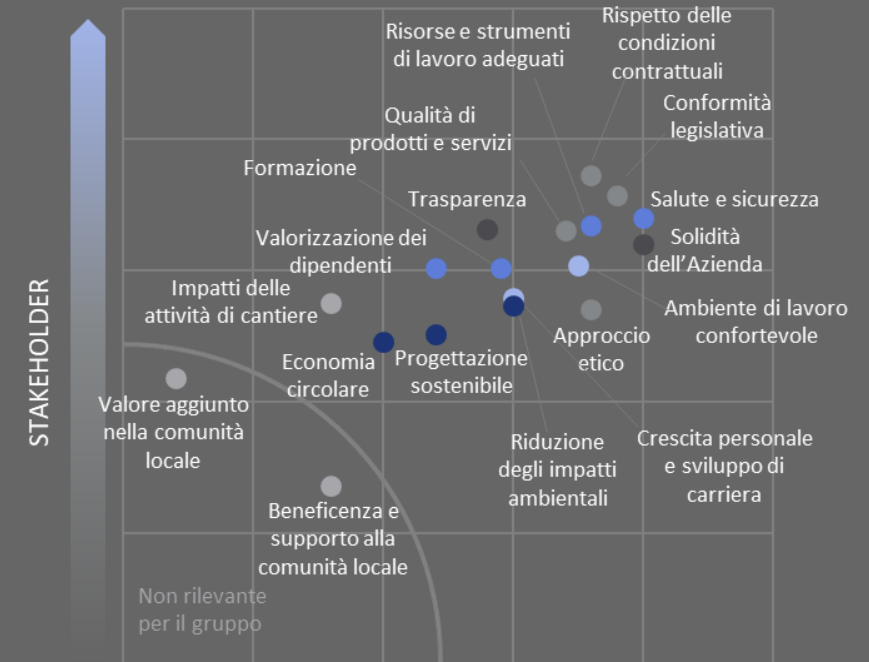 Risorse e strumenti
di lavoro adeguati
Rispetto delle
condizioni
contrattuali
Qualità di
prodotti e servizi
Conformità
legislativa
Formazione
Trasparenza
Salute e sicurezza
Valorizzazione dei
dipendenti
Solidità
dell'Azienda
Impatti delle
attività di cantiere
Ambiente di lavoro
confortevole
Economia
circolare
Progettazione
sostenibile
Approccio
etico
STAKEHOLDER
Valore aggiunto
nella comunità
locale
Riduzione
degli impatti
ambientali
Crescita personale
e sviluppo di
carriera
Beneficenza e
supporto alla
comunità locale
Non rilevante
per il gruppo